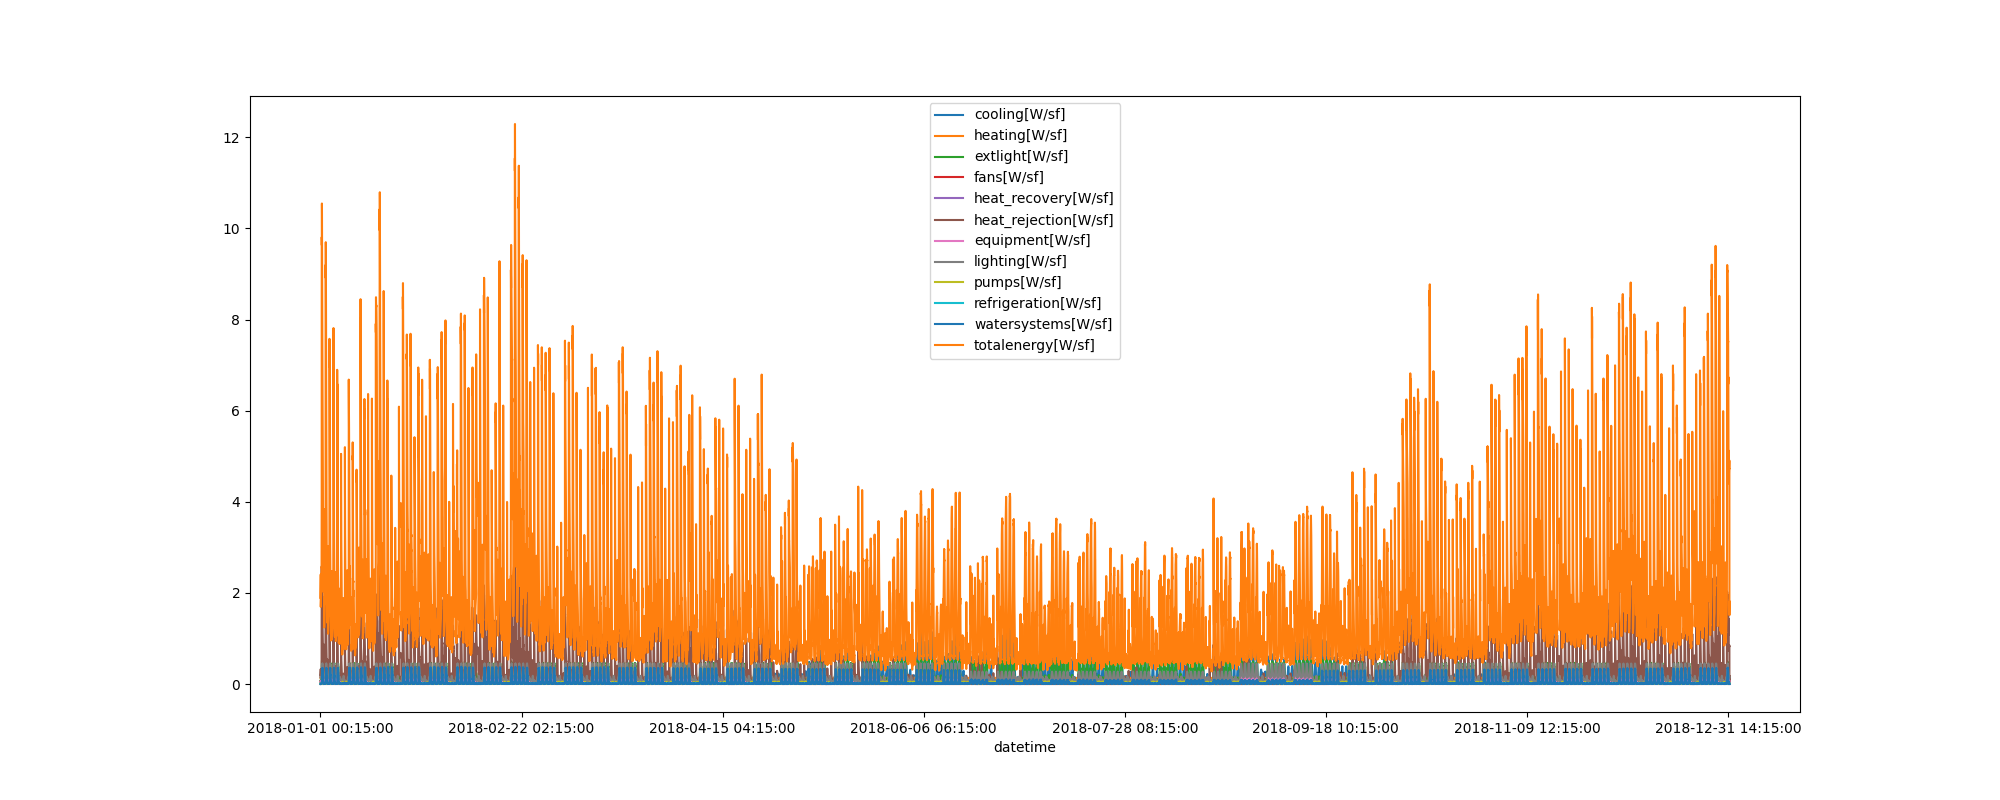 12
10
8
6
4
2
0
cooling[W/sf]
heating[W/sf]
extlight[W/sf]
fans[W/sf]
heat_recovery[W/sf]
heat_rejection[W/sf]
equipment[W/sf]
lighting[W/sf]
pumps[W/sf]
refrigeration[W/sf]
watersystems[W/sf]
totalenergy[W/sf]
2018-01-01 00:15:00 2018-02-22 02:15:00 2018-04-15 04:15:00 2018-06-06 06:15:00 2018-07-28 08:15:00 2018-09-18 10:15:00 2018-11-09 12:15:00 2018-12-31 14:15:00
datetime